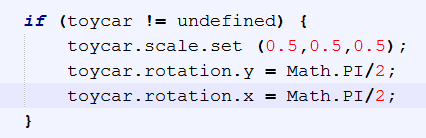 if (toycar != undefined) {
    toycar.scale.set (0.5,0.5,0.5);
    toycar.rotation.y = Math.PI/2;
    toycar.rotation.x = Math.PI/2;
}